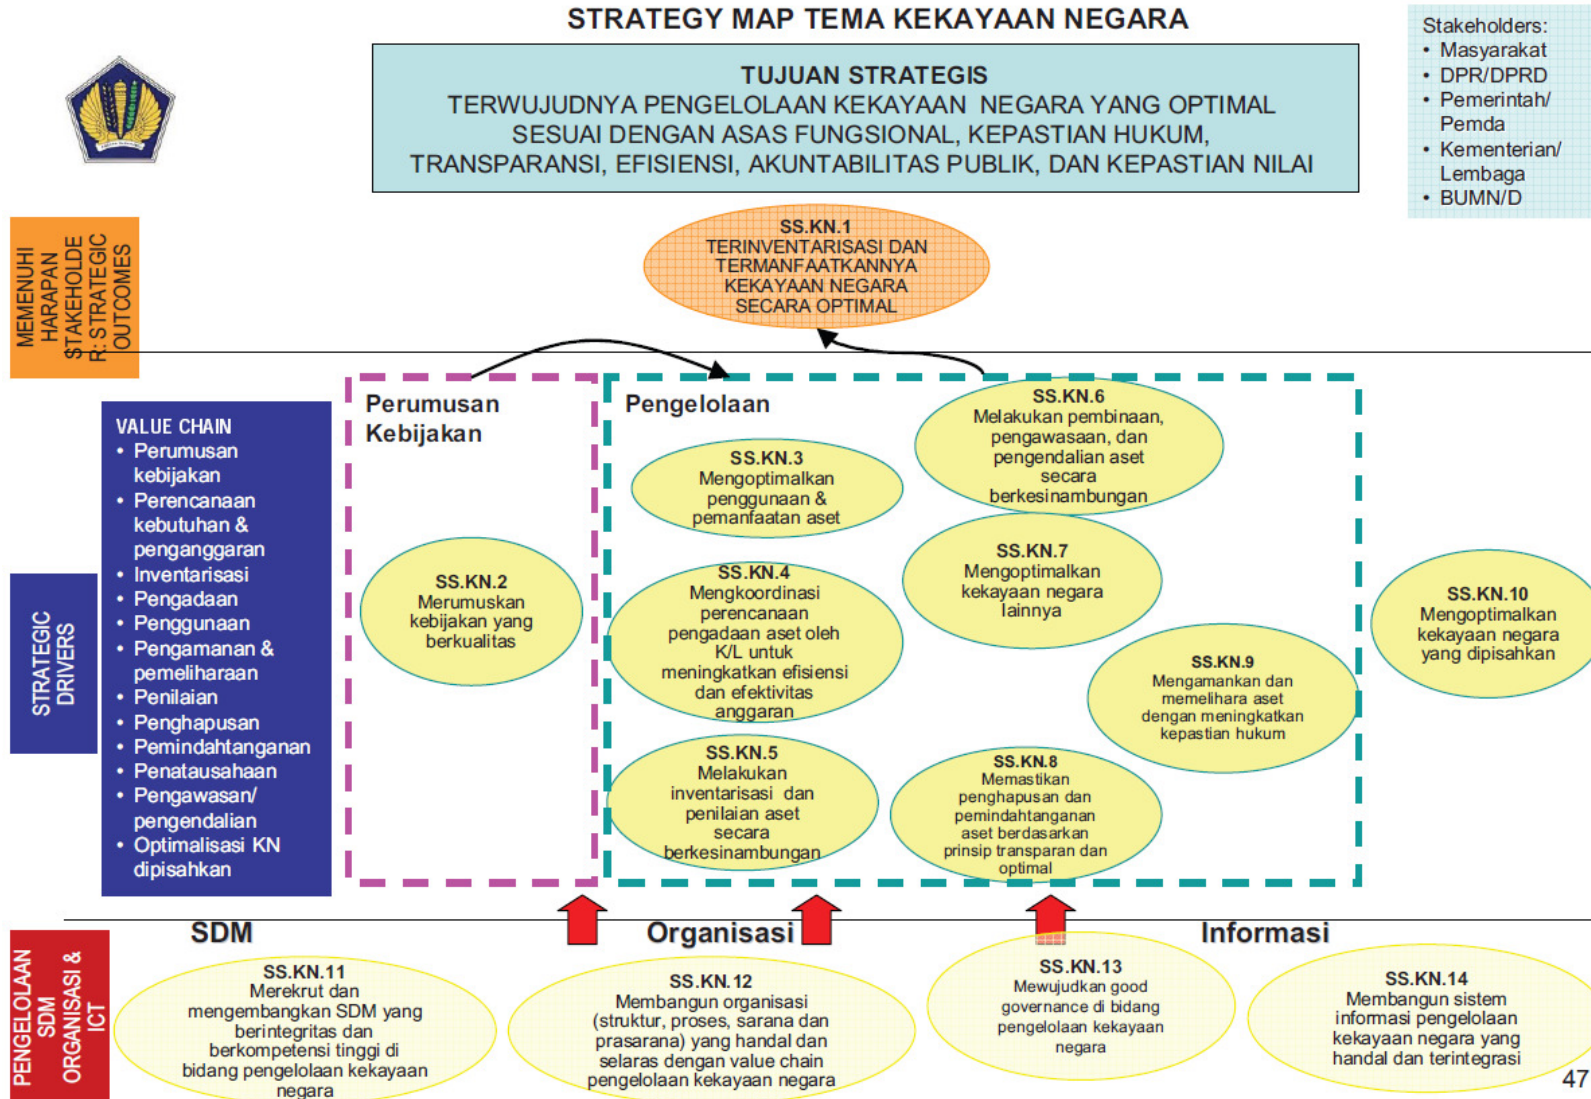 STRATEGY MAP TEMA KEKAYAAN NEGARA
TUJUAN STRATEGIS
TERWUJUDNYA PENGELOLAAN KEKAYAAN NEGARA YANG OPTIMAL
SESUAI DENGAN ASAS FUNGSIONAL, KEPASTIAN HUKUM,
TRANSPARANSI, EFISIENSI, AKUNTABILITAS PUBLIK, DAN KEPASTIAN NILAI
Stakeholders:
• Masyarakat
• DPR/DPRD
• Pemerintah/
Pemda
• Kementerian/
Lembaga
• BUMN/D
MEMENUHI
HARAPAN
STAKEHOLDE
R: STRATEGIC
OUTCOMES
SS.KN.1
TERINVENTARISASI DAN
TERMANFAATKANNYA
KEKAYAAN NEGARA
SECARA OPTIMAL
STRATEGIC
DRIVERS
VALUE CHAIN
• Perumusan
kebijakan
• Perencanaan
kebutuhan &
penganggaran
• Inventarisasi
• Pengadaan
• Penggunaan
• Pengamanan &
pemeliharaan
• Penilaian
• Penghapusan
• Pemindahtanganan
• Penatausahaan
• Pengawasan/
pengendalian
• Optimalisasi KN
dipisahkan
Perumusan
Kebijakan
SS.KN.2
Merumuskan
kebijakan yang
berkualitas
Pengelolaan
SS.KN.3
Mengoptimalkan
penggunaan &
pemanfaatan aset
SS.KN.4
Mengkoordinasi
perencanaan
pengadaan aset oleh
K/L untuk
meningkatkan efisiensi
dan efektivitas
anggaran
SS.KN.5
Melakukan
inventarisasi dan
penilaian aset
secara
berkesinambungan
SS.KN.6
Melakukan pembinaan,
pengawasaan, dan
pengendalian aset
secara
berkesinambungan
SS.KN.7
Mengoptimalkan
kekayaan negara
lainnya
SS.KN.8
Memastikan
penghapusan dan
pemindahtanganan
aset berdasarkan
prinsip transparan dan
optimal
SS.KN.9
Mengamankan dan
memelihara aset
dengan meningkatkan
kepastian hukum
SS.KN.10
Mengoptimalkan
kekayaan negara
yang dipisahkan
PENGELOLAAN
SDM
ORGANISASI &
ICT
SDM
Organisasi
Informasi
SS.KN.11
Merekrut dan
mengembangkan SDM yang
berintegritas dan
berkompetensi tinggi di
bidang pengelolaan kekayaan
negara
SS.KN.12
Membangun organisasi
(struktur, proses, sarana dan
prasarana) yang handal dan
selaras dengan value chain
pengelolaan kekayaan negara
SS.KN.13
Mewujudkan good
governance di bidang
pengelolaan kekayaan
negara
SS.KN.14
Membangun sistem
informasi pengelolaan
kekayaan negara yang
handal dan terintegrasi
47